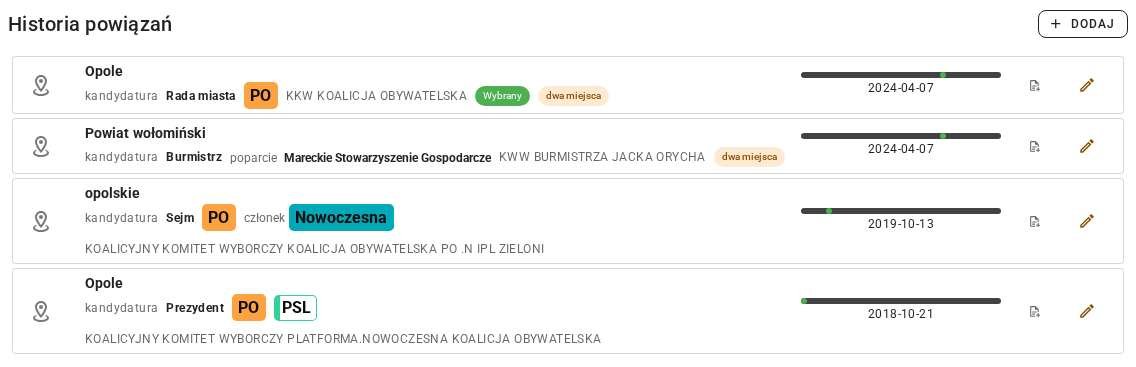 Historia powiązań
+ DODAJ
Opole
kandydatura Rada miasta PO KKW KOALICJA OBYWATELSKA Wybrany dwa miejsca
2024-04-07
Powiat wołomiński
kandydatura Burmistrz poparcie Mareckie Stowarzyszenie Gospodarcze KWW BURMISTRZA JACKA ORYCHA dwa miejsca
2024-04-07
opolskie
kandydatura Sejm PO członek Nowoczesna
KOALICYJNY KOMITET WYBORCZY KOALICJA OBYWATELSKA PO .N IPL ZIELONI
2019-10-13
Opole
kandydatura Prezydent PO PSL
KOALICYJNY KOMITET WYBORCZY PLATFORMA.NOWOCZESNA KOALICJA OBYWATELSKA
2018-10-21